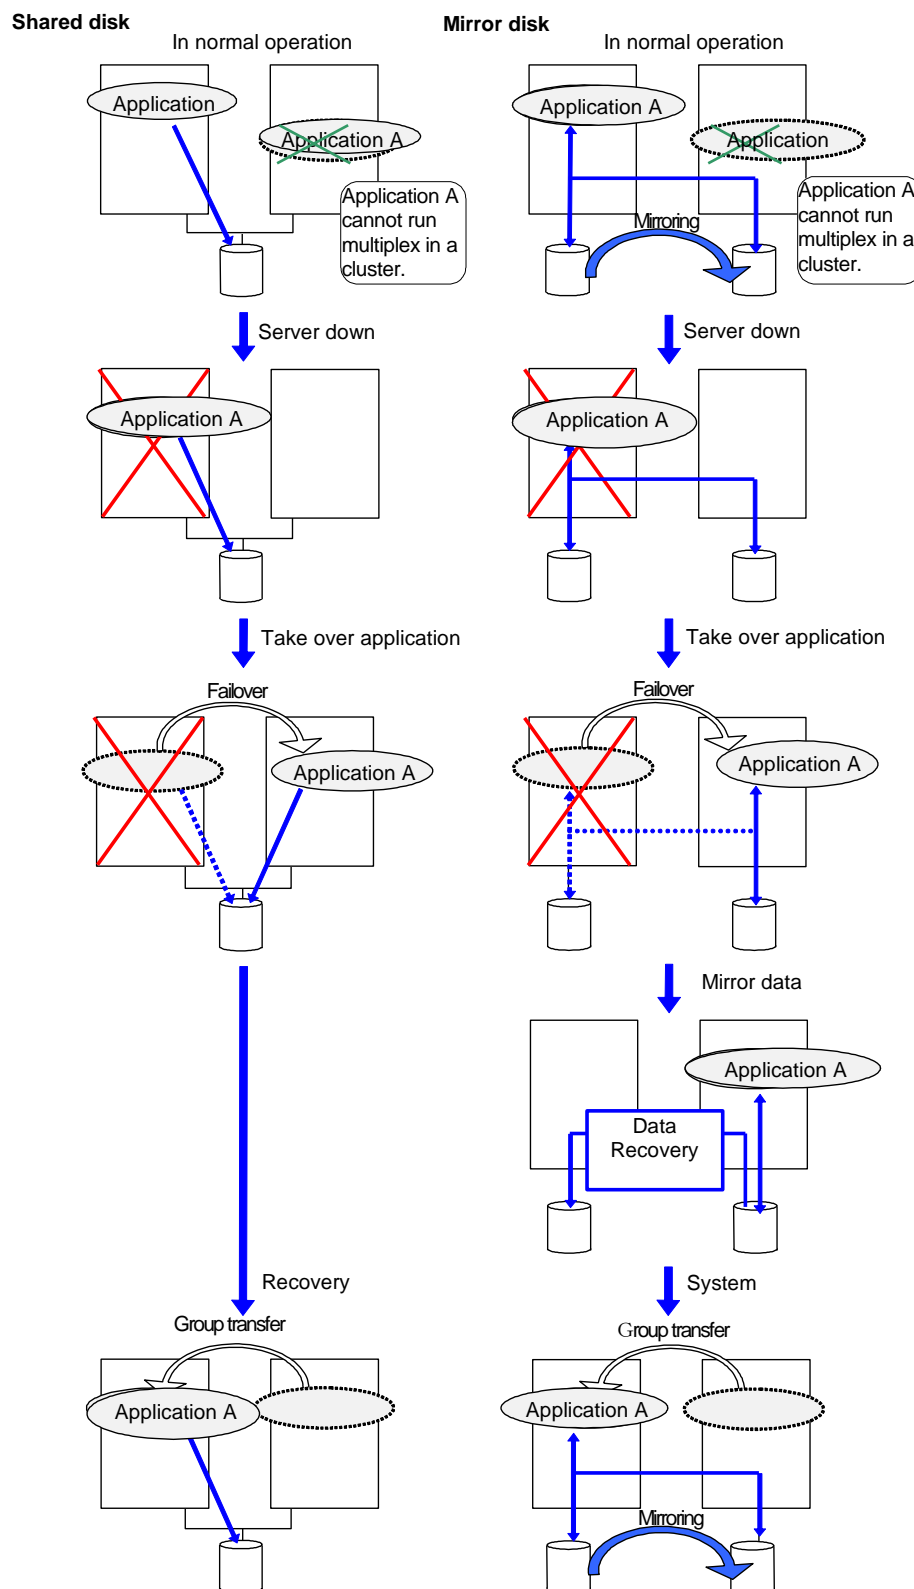 Shared disk
In normal operation
Application
Application A
Application A
cannot run
multiplex in a
cluster.
Server down
Application A
Take over application
Failover
Application A
Recovery
Group transfer
Application A
Mirror disk
In normal operation
Application A
Application
Application A
cannot run
multiplex in a
cluster.
Mirroring
Server down
Application A
Take over application
Failover
Application A
Mirror data
Application A
Data
Recovery
System
Group transfer
Application A
Mirroring